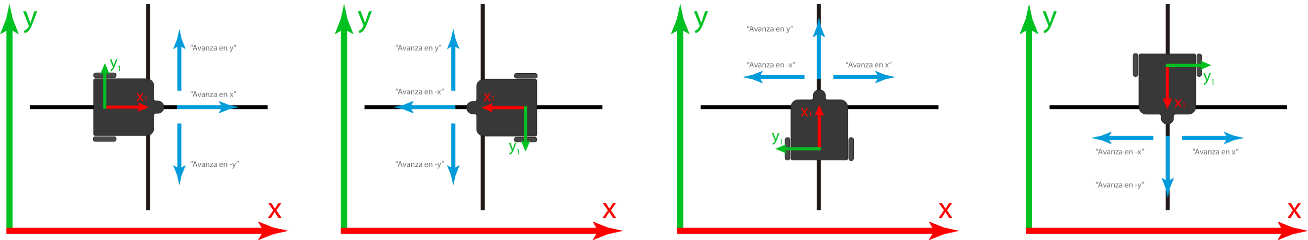 y
"Avanza en y"
y1
"Avanza en x"
x1
"Avanza en -y"
x
y
"Avanza en y"
"Avanza en -x"
x1
y1
"Avanza en -y"
x
y
"Avanza en y"
"Avanza en -x"
"Avanza en x"
x1
y1
x
y
y1
x1
"Avanza en -x"
"Avanza en x"
"Avanza en -y"
x